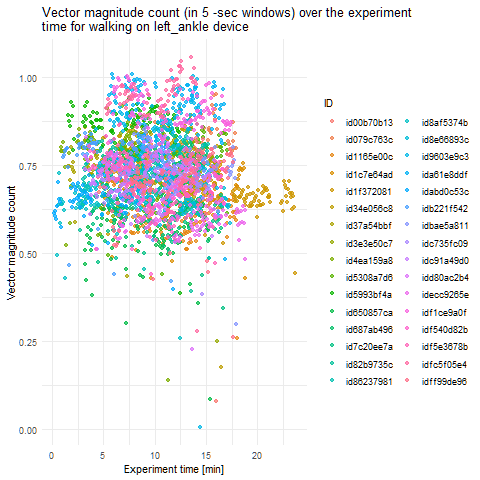 Vector magnitude count (in 5 -sec windows) over the experiment
time for walking on left_ankle device
Vector magnitude count
1.00
0.75
0.50
0.25
0.00
0
5
10
15
20
Experiment time [min]
ID
id00b70b13
id079c763c
id1165e00c
id1c7e64ad
id1f372081
id34e056c8
id37a54bbf
id3e3e50c7
id4ea159a8
id5308a7d6
id5993bf4a
id650857ca
id687ab496
id7c20ee7a
id82b9735c
id86237981
id8af5374b
id8e66893c
id9603e9c3
ida61e8ddf
idabd0c53c
idb221f542
idbae5a811
idc735fc09
idc91a49d0
idd80ac2b4
idecc9265e
idf1ce9a0f
idf540d82b
idf5e3678b
idfc5f05e4
idff99de96